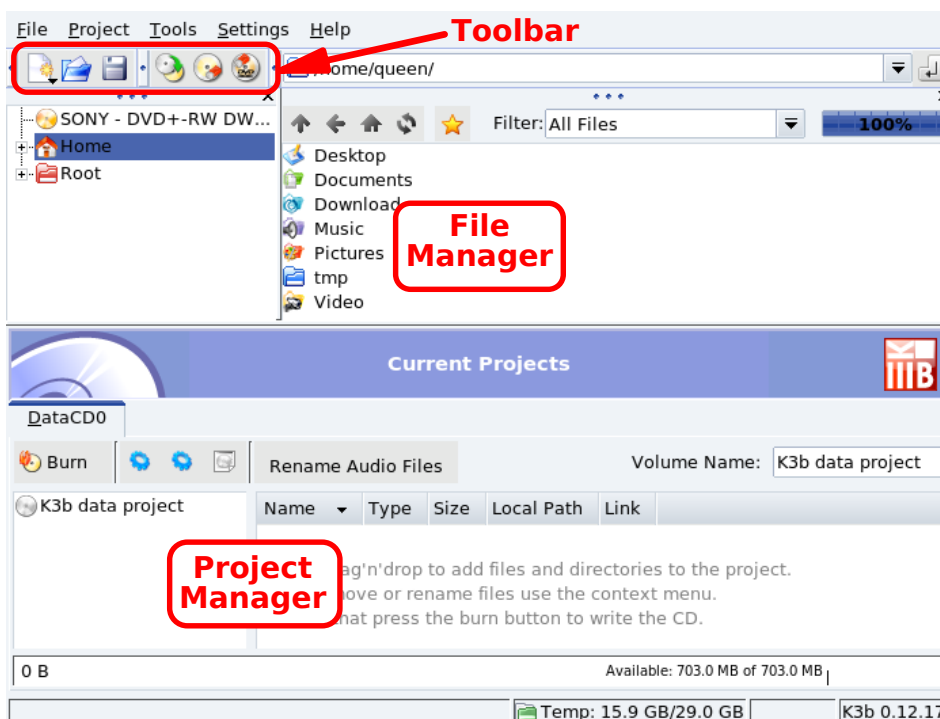 File Project Tools Settings Help
Toolbar
/home/queen/
SONY - DVD+-RW DW...
Home
Root
Filter: All Files
100%
Desktop
Documents
Download
Music
Pictures
tmp
Video
File
Manager
Current Projects
K3B
DataCD0
Burn
Rename Audio Files
Volume Name: K3b data project
K3b data project
Name Type Size Local Path Link
Project
Manager
ag'n'drop to add files and directories to the project.
ove or rename files use the context menu.
hat press the burn button to write the CD.
0 B
Available: 703.0 MB of 703.0 MB
Temp: 15.9 GB/29.0 GB
K3b 0.12.17